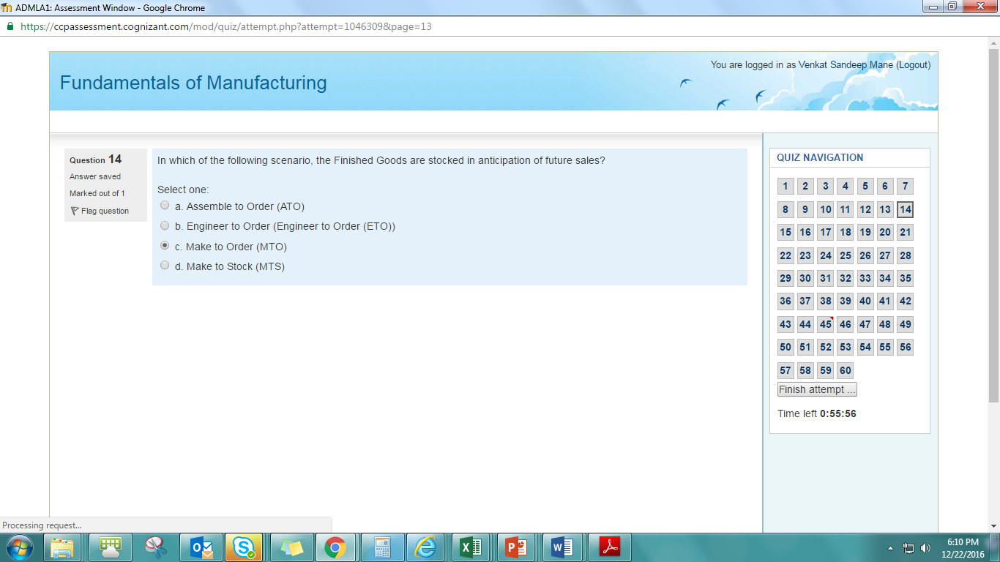 ADMLA1: Assessment Window - Google Chrome
https://ccpassessment.cognizant.com/mod/quiz/attempt.php?attempt=1046309&page=13
You are logged in as Venkat Sandeep Mane (Logout)
Fundamentals of Manufacturing
Question 14
Answer saved
Marked out of 1
Flag question
In which of the following scenario, the Finished Goods are stocked in anticipation of future sales?
Select one:
a. Assemble to Order (ATO)
b. Engineer to Order (Engineer to Order (ETO))
c. Make to Order (MTO)
d. Make to Stock (MTS)
QUIZ NAVIGATION
1 2 3 4 5 6 7
8 9 10 11 12 13 14
15 16 17 18 19 20 21
22 23 24 25 26 27 28
29 30 31 32 33 34 35
36 37 38 39 40 41 42
43 44 45 46 47 48 49
50 51 52 53 54 55 56
57 58 59 60
Finish attempt ...
Time left 0:55:56
Processing request...
6:10 PM
12/22/2016